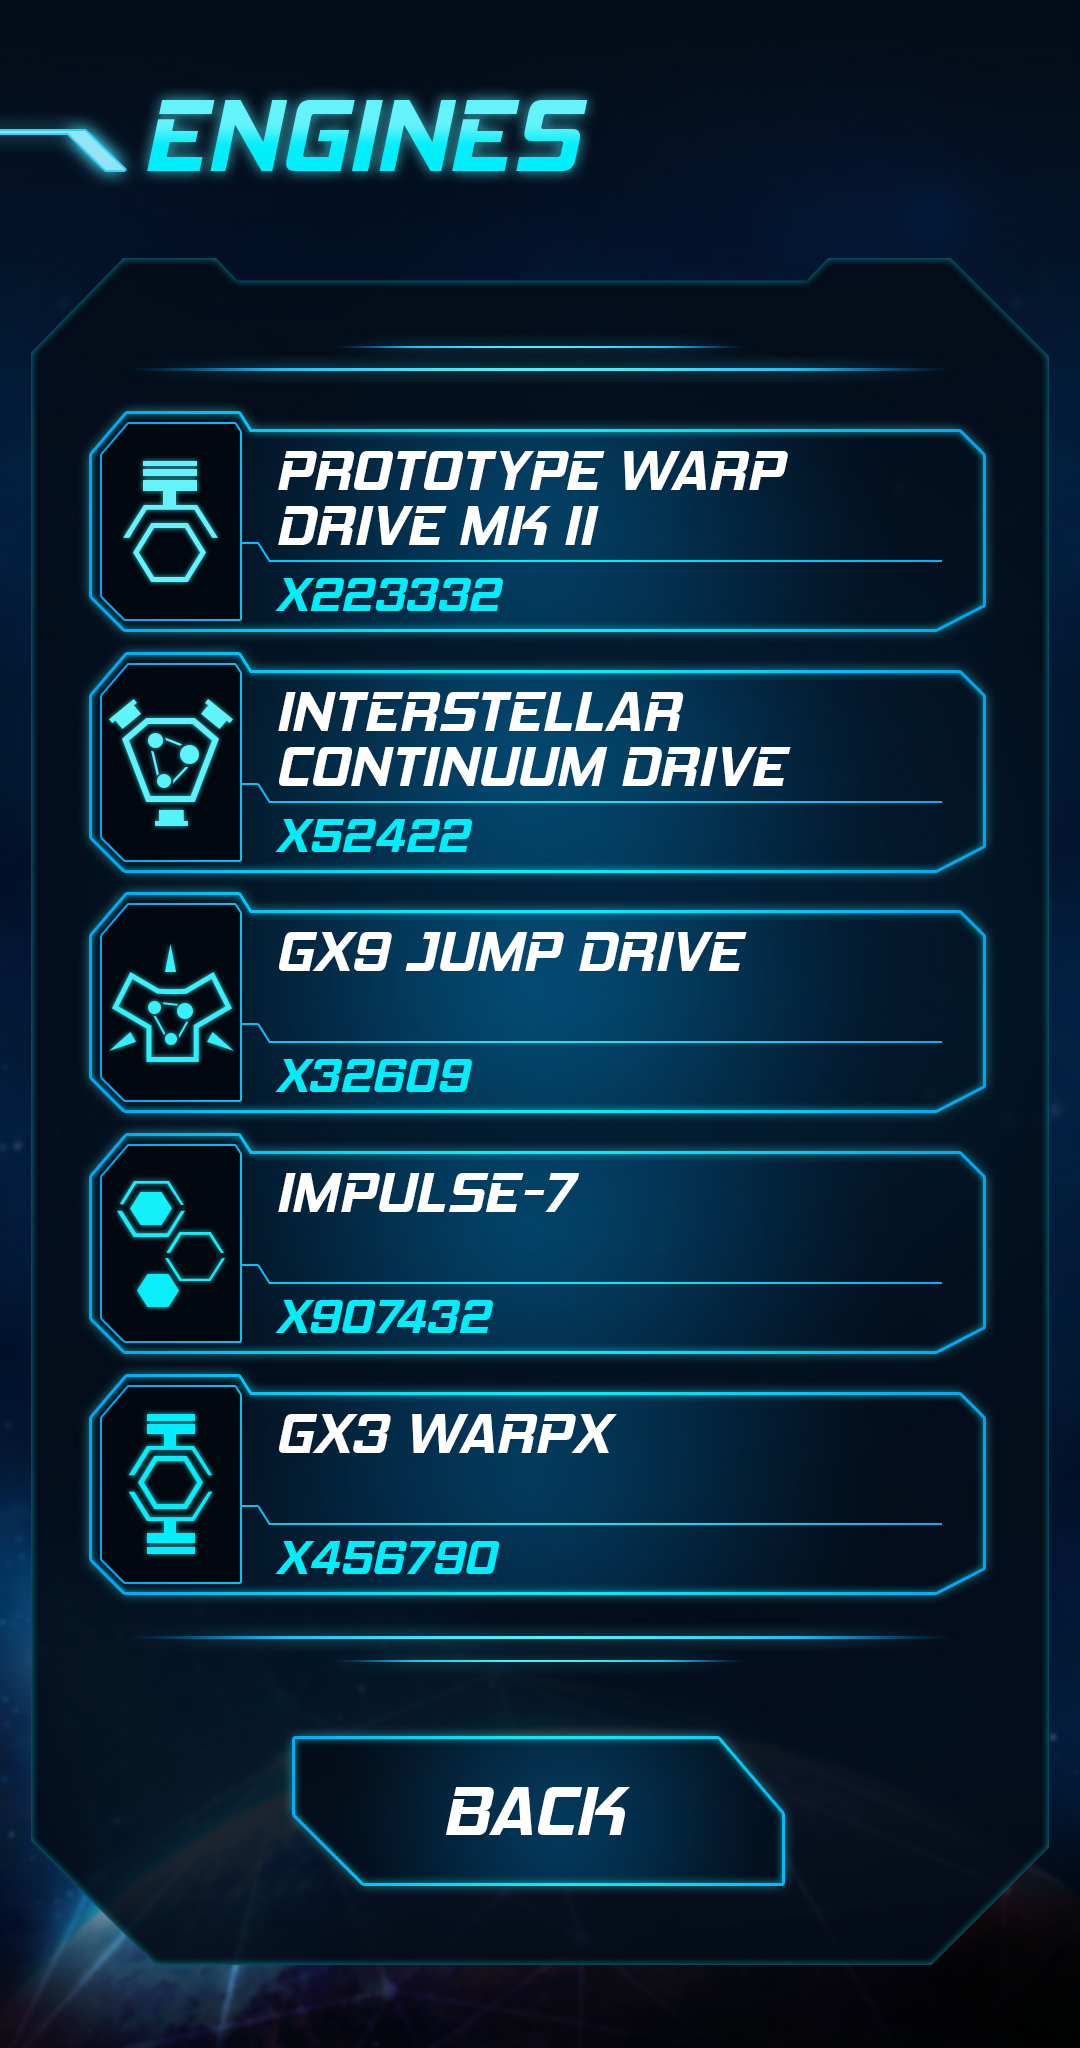 ENGINES
PROTOTYPE WARP
DRIVE MK II
X223332
INTERSTELLAR
CONTINUUM DRIVE
X52422
GX9 JUMP DRIVE
X32609
IMPULSE-7
X907432
GX3 WARPX
X456790
BACK